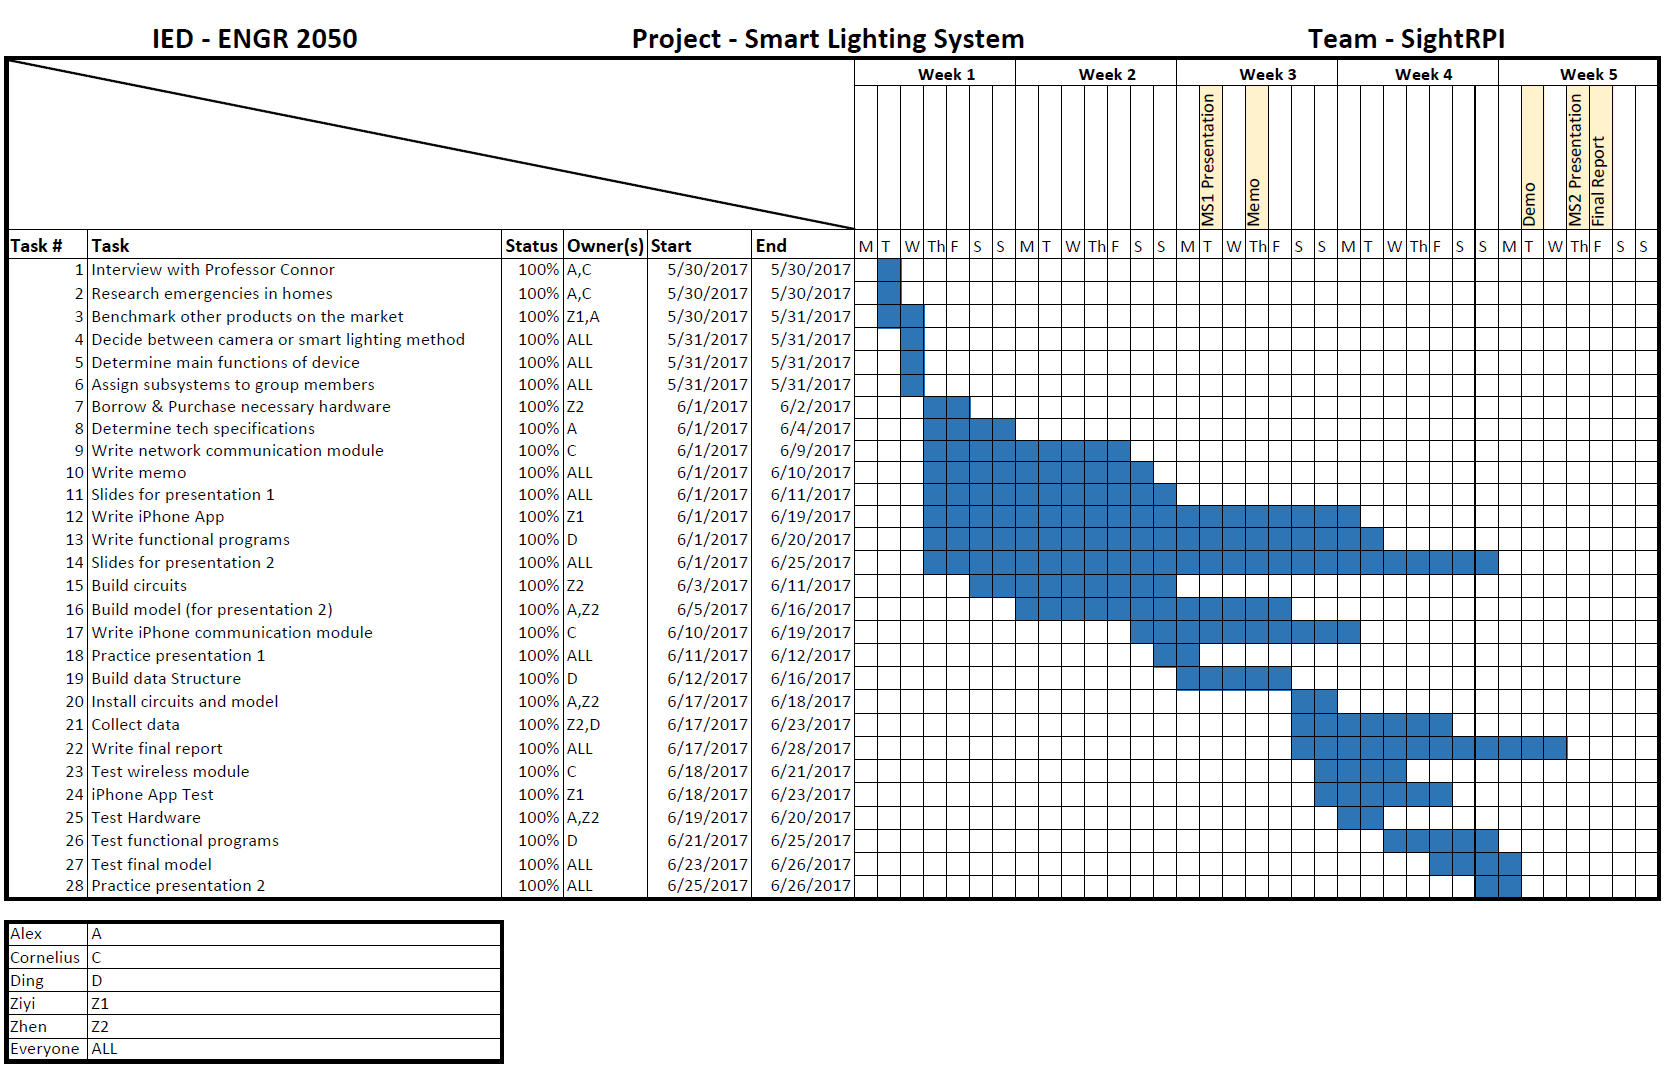 IED - ENGR 2050 Project - Smart Lighting System Team - SightRPI
Week 1 Week 2 Week 3 Week 4 Week 5
MS1 Presentation Memo Demo MS2 Presentation Final Report
Task # Task Status Owner(s) Start End M T W Th F S S M T W Th F S S M T W Th F S S M T W Th F S S M T W Th F S S
1 Interview with Professor Connor 100% A,C 5/30/2017 5/30/2017
2 Research emergencies in homes 100% A,C 5/30/2017 5/30/2017
3 Benchmark other products on the market 100% Z1,A 5/30/2017 5/31/2017
4 Decide between camera or smart lighting method 100% ALL 5/31/2017 5/31/2017
5 Determine main functions of device 100% ALL 5/31/2017 5/31/2017
6 Assign subsystems to group members 100% ALL 5/31/2017 5/31/2017
7 Borrow & Purchase necessary hardware 100% Z2 6/1/2017 6/2/2017
8 Determine tech specifications 100% A 6/1/2017 6/4/2017
9 Write network communication module 100% C 6/1/2017 6/9/2017
10 Write memo 100% ALL 6/1/2017 6/10/2017
11 Slides for presentation 1 100% ALL 6/1/2017 6/11/2017
12 Write iPhone App 100% Z1 6/1/2017 6/19/2017
13 Write functional programs 100% D 6/1/2017 6/20/2017
14 Slides for presentation 2 100% ALL 6/1/2017 6/25/2017
15 Build circuits 100% Z2 6/3/2017 6/11/2017
16 Build model (for presentation 2) 100% A,Z2 6/5/2017 6/16/2017
17 Write iPhone communication module 100% C 6/10/2017 6/19/2017
18 Practice presentation 1 100% ALL 6/11/2017 6/12/2017
19 Build data Structure 100% D 6/12/2017 6/16/2017
20 Install circuits and model 100% A,Z2 6/17/2017 6/18/2017
21 Collect data 100% Z2,D 6/17/2017 6/23/2017
22 Write final report 100% ALL 6/17/2017 6/28/2017
23 Test wireless module 100% C 6/18/2017 6/21/2017
24 iPhone App Test 100% Z1 6/18/2017 6/23/2017
25 Test Hardware 100% A,Z2 6/19/2017 6/20/2017
26 Test functional programs 100% D 6/21/2017 6/25/2017
27 Test final model 100% ALL 6/23/2017 6/26/2017
28 Practice presentation 2 100% ALL 6/25/2017 6/26/2017
Alex A
Cornelius C
Ding D
Ziyi Z1
Zhen Z2
Everyone ALL